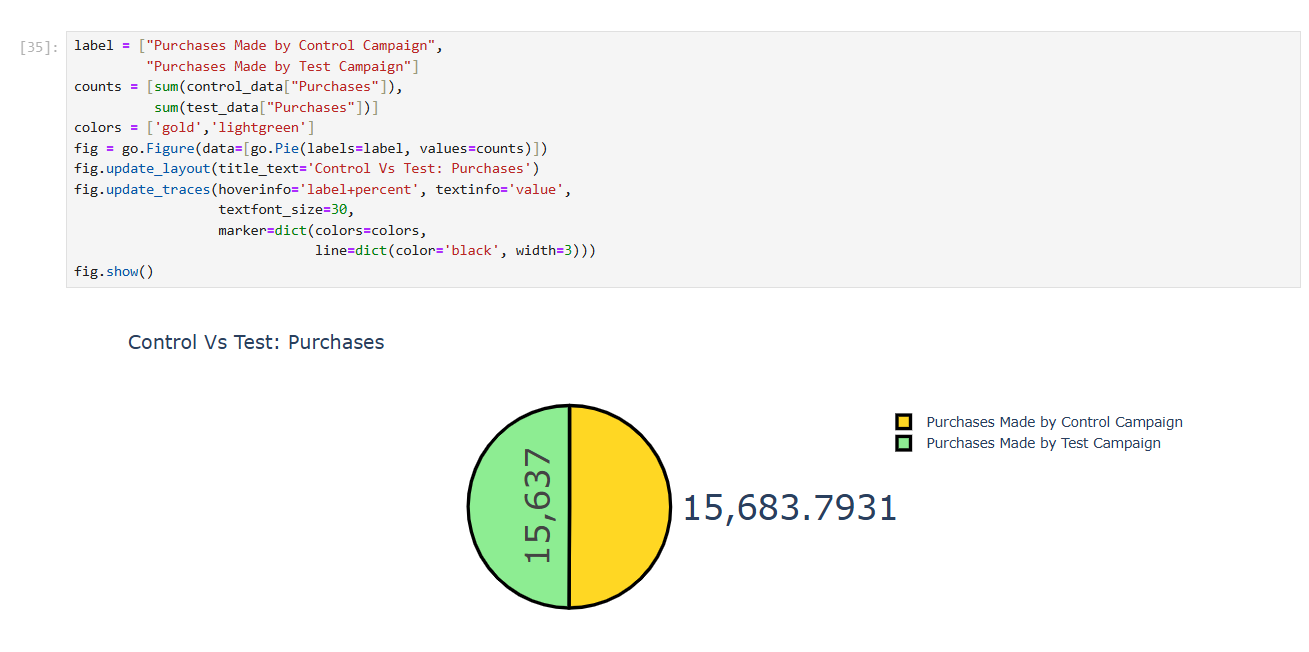 [35]:
label = ["Purchases Made by Control Campaign",
         "Purchases Made by Test Campaign"]
counts = [sum(control_data["Purchases"]),
          sum(test_data["Purchases"])]
colors = ['gold','lightgreen']
fig = go.Figure(data=[go.Pie(labels=label, values=counts)])
fig.update_layout(title_text='Control Vs Test: Purchases')
fig.update_traces(hoverinfo='label+percent', textinfo='value',
                  textfont_size=30,
                  marker=dict(colors=colors,
                              line=dict(color='black', width=3)))
fig.show()
Control Vs Test: Purchases
Purchases Made by Control Campaign
Purchases Made by Test Campaign
15,637
15,683.7931